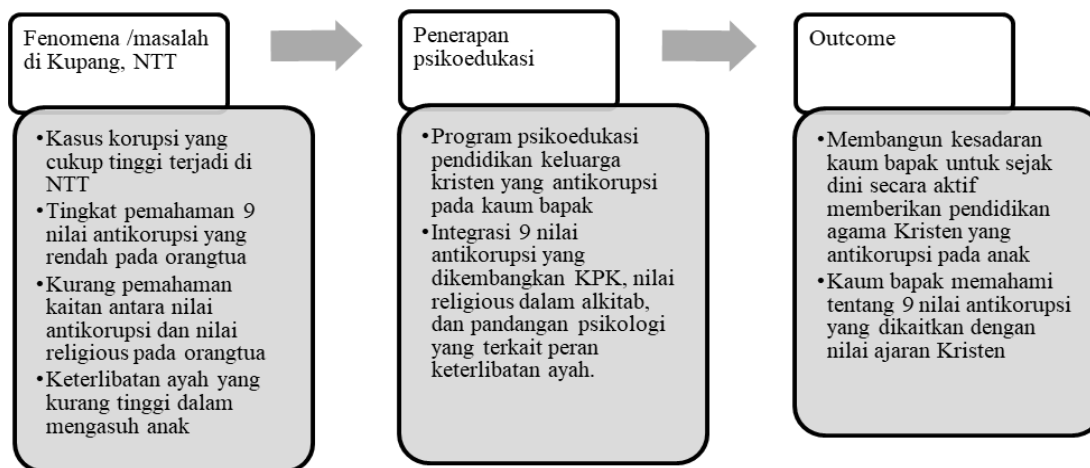 Fenomena /masalah
di Kupang, NTT
•Kasus korupsi yang
cukup tinggi terjadi di
NTT
•Tingkat pemahaman 9
nilai antikorupsi yang
rendah pada orangtua
•Kurang pemahaman
kaitan antara nilai
antikorupsi dan nilai
religious pada orangtua
•Keterlibatan ayah yang
kurang tinggi dalam
mengasuh anak
Penerapan
psikoedukasi
•Program psikoedukasi
pendidikan keluarga
kristen yang antikorupsi
pada kaum bapak
•Integrasi 9 nilai
antikorupsi yang
dikembangkan KPK, nilai
religious dalam alkitab,
dan pandangan psikologi
yang terkait peran
keterlibatan ayah.
Outcome
•Membangun kesadaran
kaum bapak untuk sejak
dini secara aktif
memberikan pendidikan
agama Kristen yang
antikorupsi pada anak
•Kaum bapak memahami
tentang 9 nilai antikorupsi
yang dikaitkan dengan
nilai ajaran Kristen